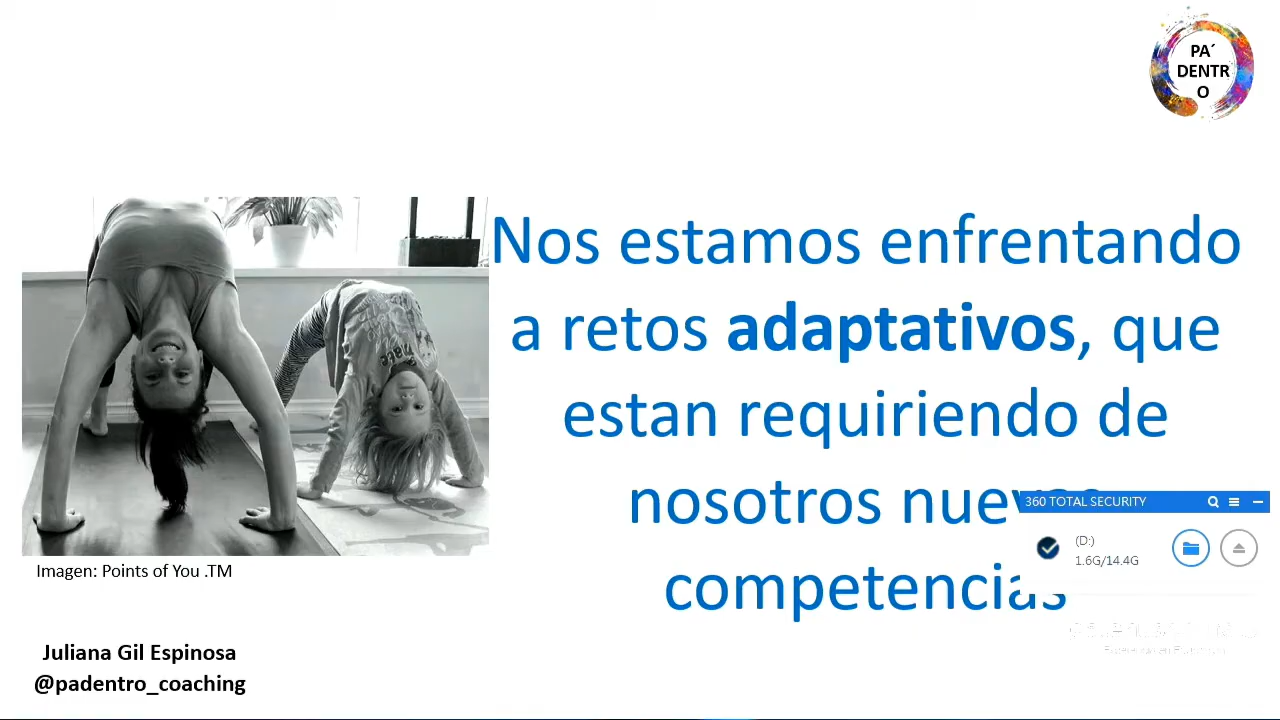 PA´
DENTR
O
Nos estamos enfrentando
a retos adaptativos, que
estan requiriendo de
nosotros nuevas
competencias
360 TOTAL SECURITY
(D:)
1.6G/14.4G
Imagen: Points of You .TM
Juliana Gil Espinosa
@padentro_coaching